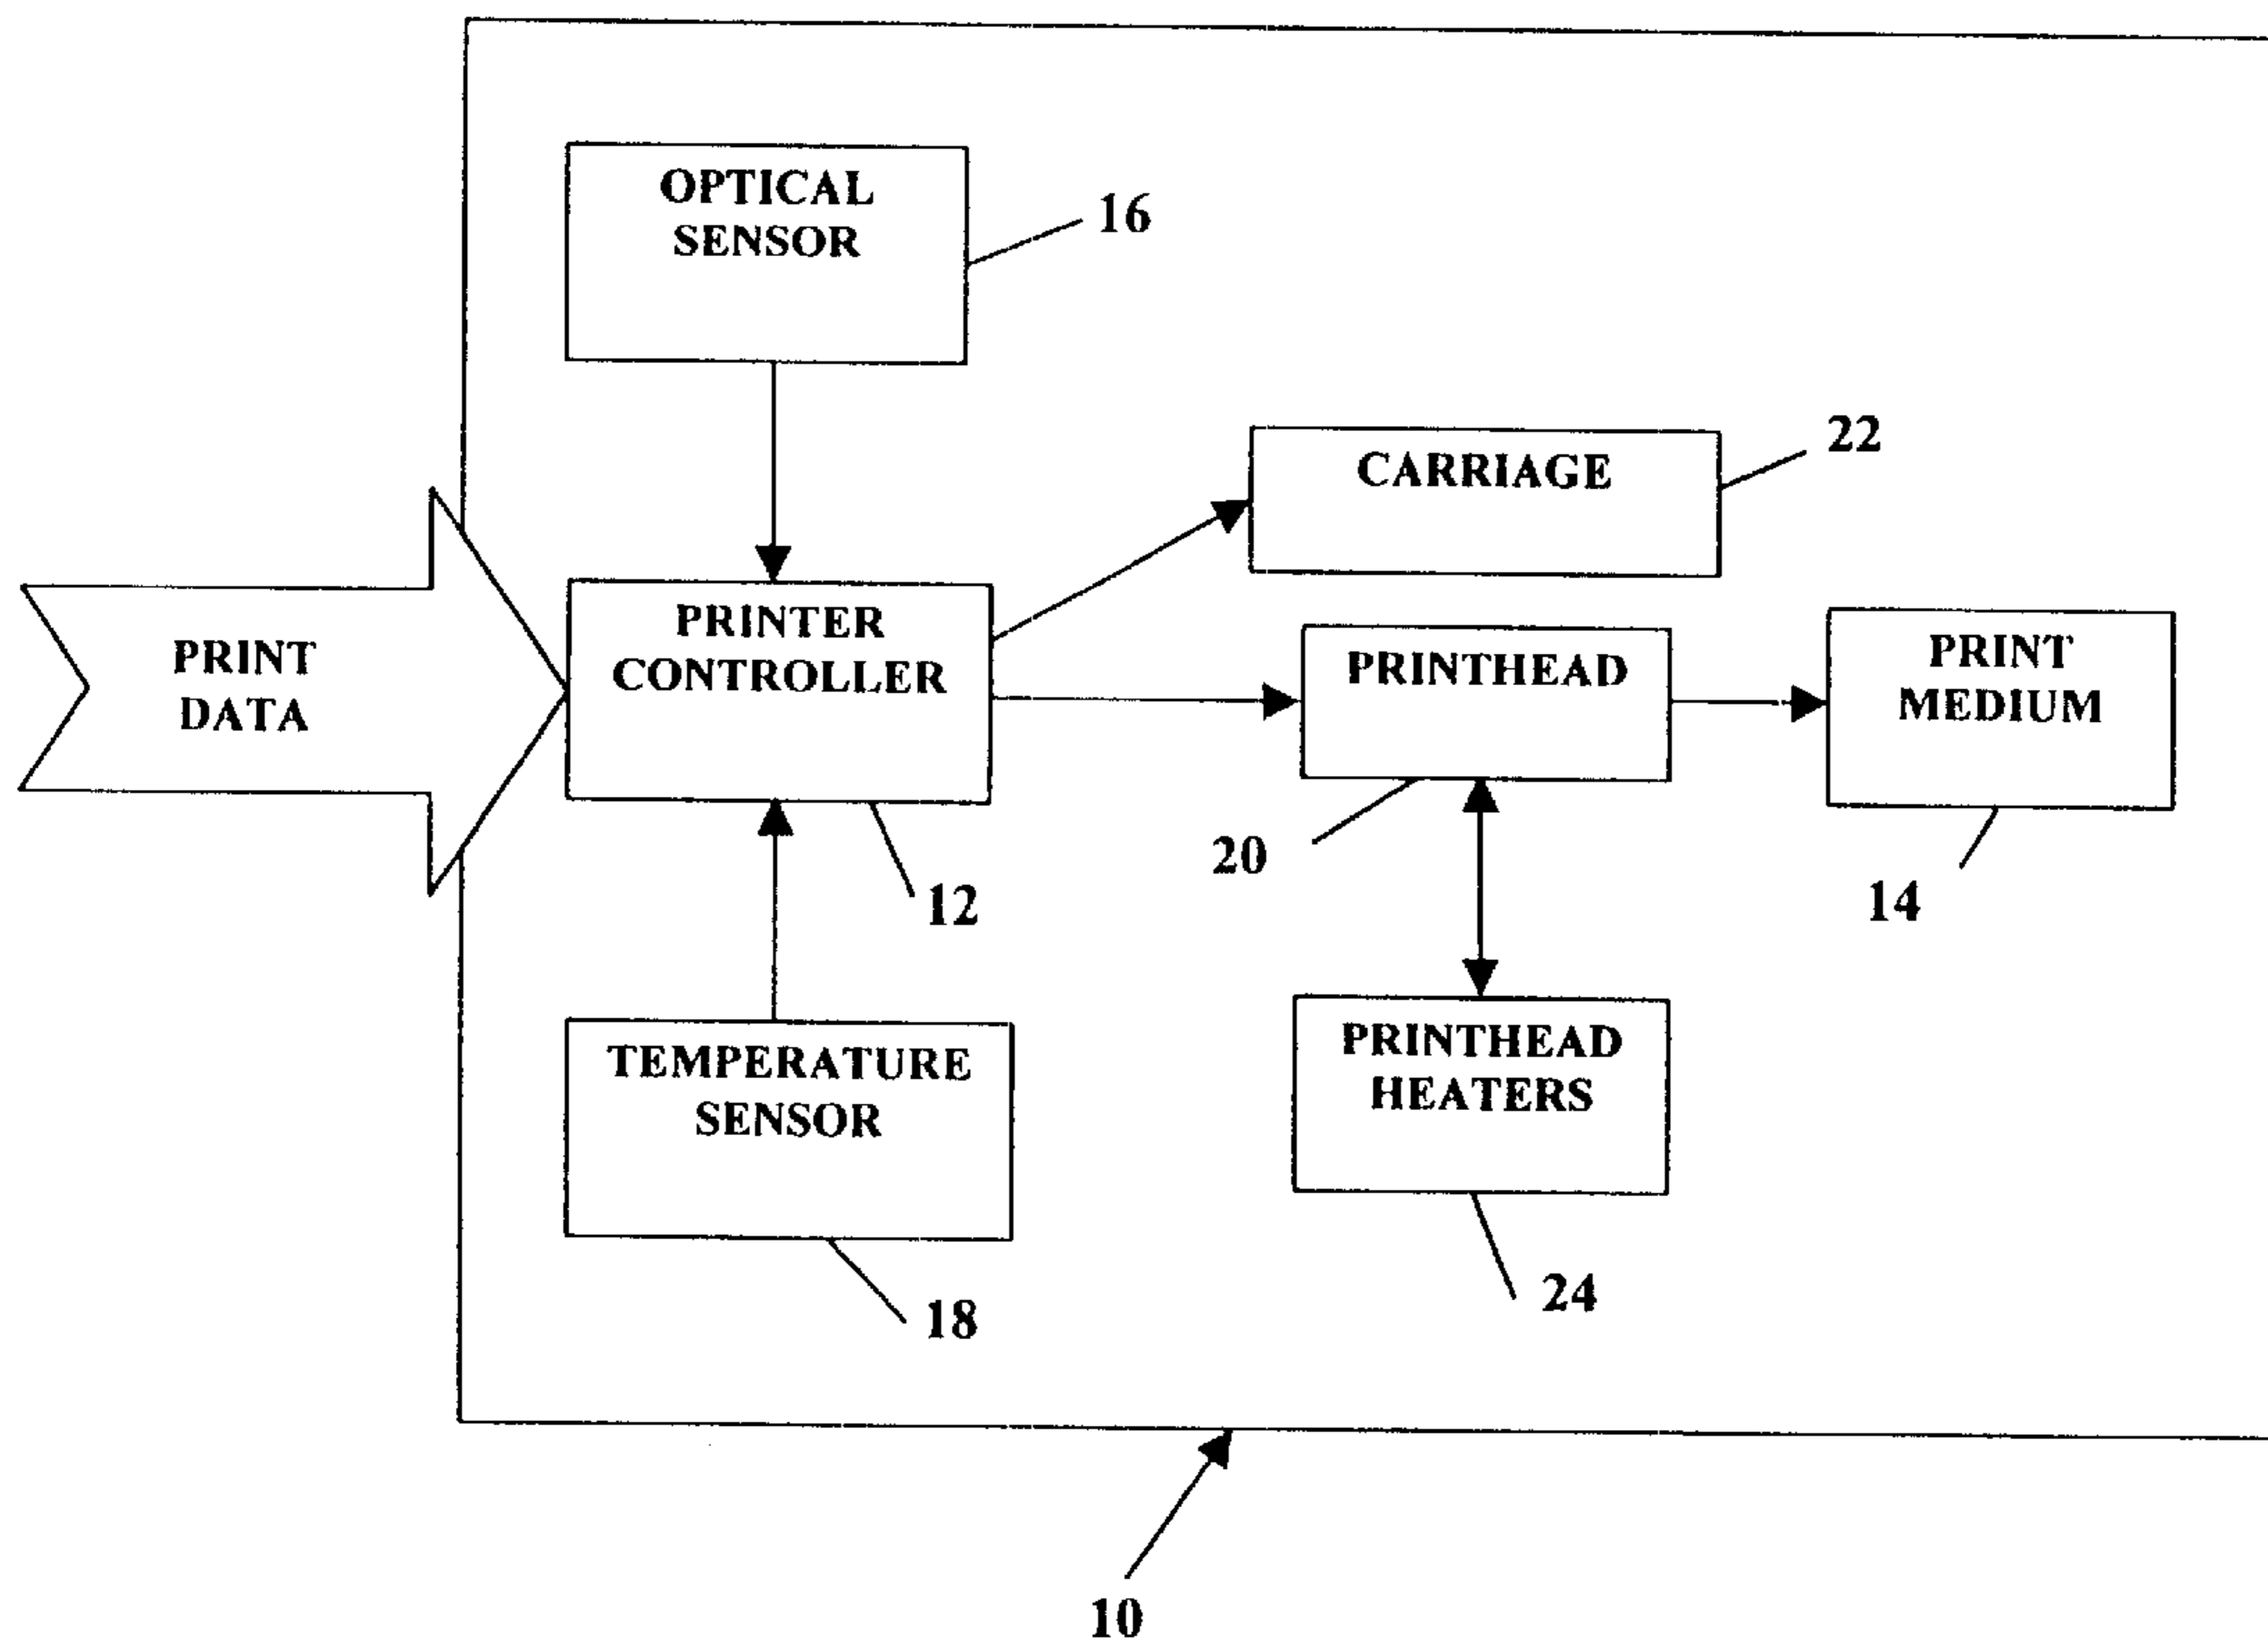 OPTICAL
SENSOR
16
CARRIAGE
22
PRINT
DATA
PRINTER
CONTROLLER
12
PRINTHEAD
20
PRINT
MEDIUM
14
TEMPERATURE
SENSOR
18
PRINTHEAD
HEATERS
24
10